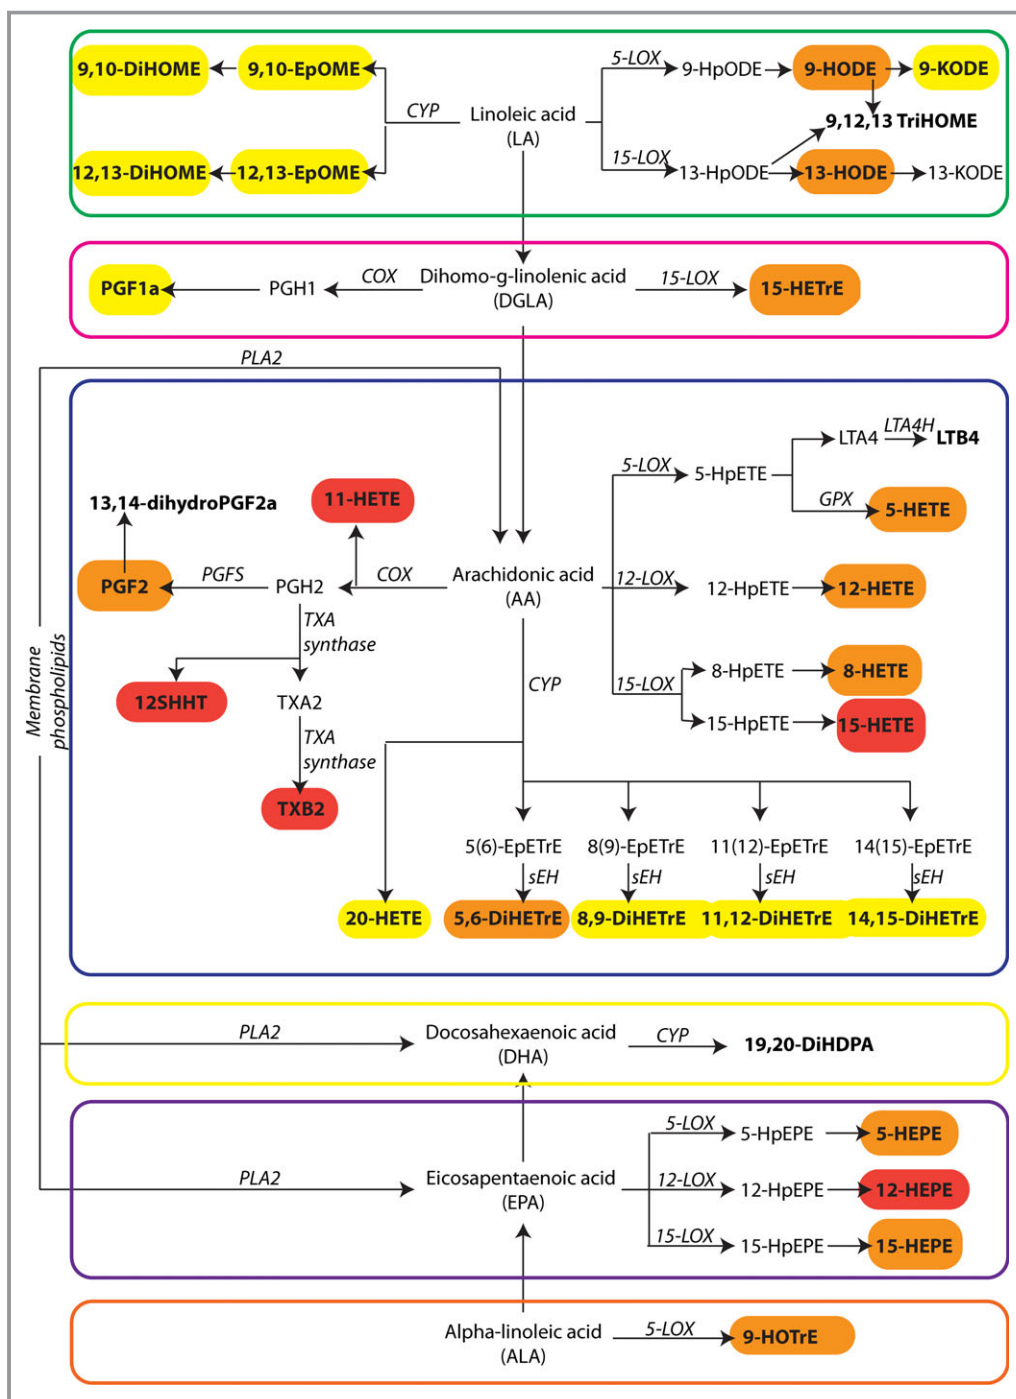 5-LOX
9,10-DiHOME 9,10-EpOME 9-HpODE 9-HODE 9-KODE
CYP Linoleic acid
(LA)
9,12,13 TriHOME
15-LOX
12,13-DiHOME 12,13-EpOME 13-HpODE 13-HODE 13-KODE
PGF1a PGH1 COX Dihomo-g-linolenic acid 15-LOX 15-HETrE
(DGLA)
PLA2
LTA4 LTA4H LTB4
5-LOX 5-HpETE
13,14-dihydroPGF2a 11-HETE
GPX 5-HETE
PGF2 PGFS PGH2 COX Arachidonic acid 12-LOX 12-HpETE 12-HETE
(AA)
TXA
synthase
CYP
8-HpETE 8-HETE
15-LOX
12SHHT TXA2 15-HpETE 15-HETE
Membrane
phospholipids
TXA
synthase
TXB2
5(6)-EpETrE 8(9)-EpETrE 11(12)-EpETrE 14(15)-EpETrE
sEH sEH sEH sEH
20-HETE 5,6-DiHETrE 8,9-DiHETrE 11,12-DiHETrE 14,15-DiHETrE
PLA2 Docosahexaenoic acid CYP 19,20-DiHDPA
(DHA)
5-LOX 5-HpEPE 5-HEPE
PLA2 Eicosapentaenoic acid 12-LOX 12-HpEPE 12-HEPE
(EPA)
15-LOX 15-HpEPE 15-HEPE
Alpha-linoleic acid 5-LOX 9-HOTrE
(ALA)